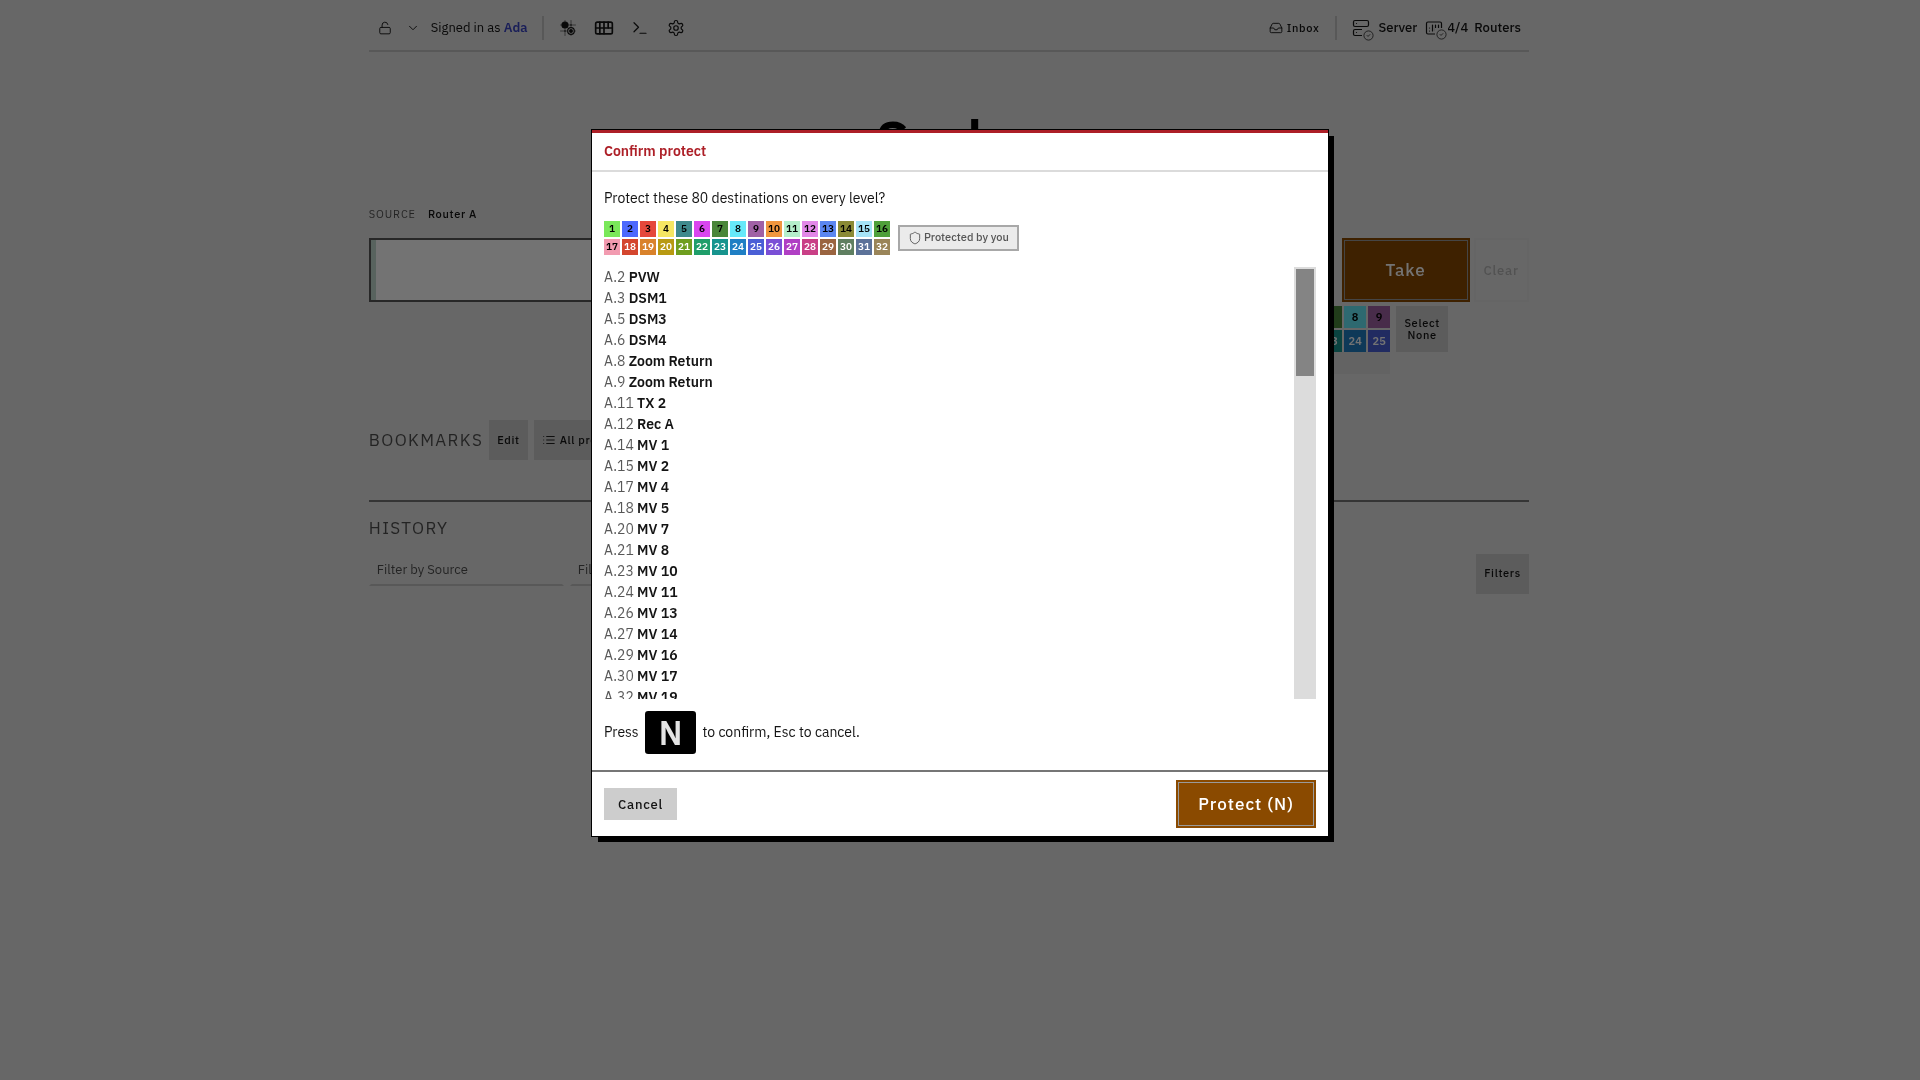 Signed in as Ada
Inbox
Server
4/4 Routers
Confirm protect
Protect these 80 destinations on every level?
1 2 3 4 5 6 7 8 9 10 11 12 13 14 15 16
17 18 19 20 21 22 23 24 25 26 27 28 29 30 31 32
Protected by you
A.2 PVW
A.3 DSM1
A.5 DSM3
A.6 DSM4
A.8 Zoom Return
A.9 Zoom Return
A.11 TX 2
A.12 Rec A
A.14 MV 1
A.15 MV 2
A.17 MV 4
A.18 MV 5
A.20 MV 7
A.21 MV 8
A.23 MV 10
A.24 MV 11
A.26 MV 13
A.27 MV 14
A.29 MV 16
A.30 MV 17
A.32 MV 19
Press N to confirm, Esc to cancel.
Cancel
Protect (N)
SOURCE Router A
Take
Clear
8 9
24 25
Select
None
BOOKMARKS
Edit
All
HISTORY
Filter by Source
Filters